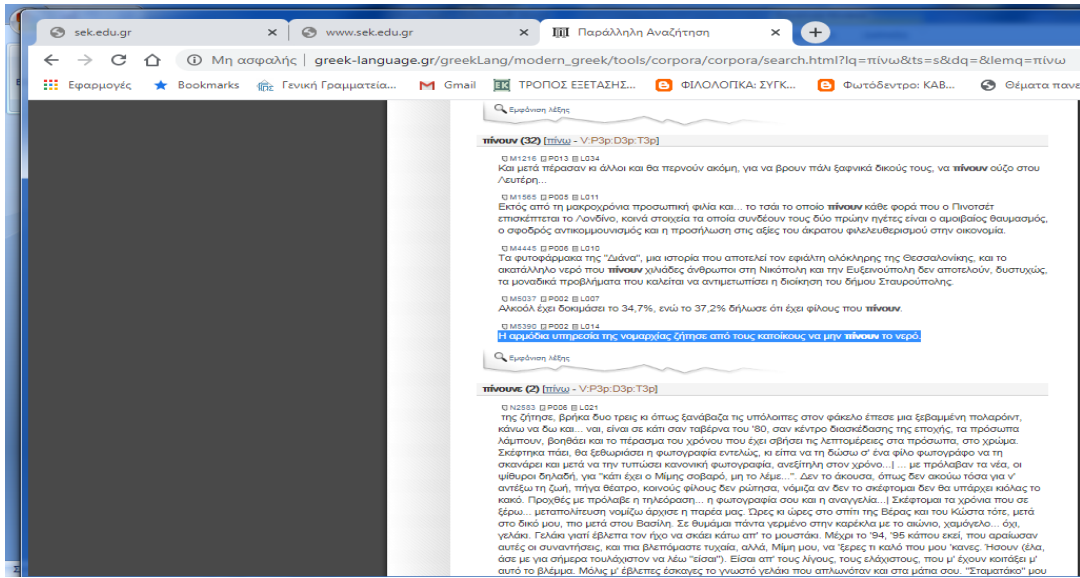 sek.edu.gr
www.sek.edu.gr
Παράλληλη Αναζήτηση
Μη ασφαλής | greek-language.gr/greekLang/modern_greek/tools/corpora/corpora/search.html?lq=πίνω&ts=s&dq=&lemq=πίνω
Εφαρμογές Bookmarks Γενική Γραμματεία... Gmail ΤΡΟΠΟΣ ΕΞΕΤΑΣΗΣ... ΦΙΛΟΛΟΓΙΚΑ: ΣΥΓΚ... Φωτόδεντρο: ΚΑΒ... Θέματα πανε
Εμφάνιση λέξης
πίνουν (32) [πίνω - V:P3p:D3p:T3p]
M1216 P013 L034
Και μετά πέρασαν κι άλλοι και θα περνούν ακόμη, για να βρουν πάλι ξαφνικά δικούς τους, να πίνουν ούζο στου
Λευτέρη...
M1565 P005 L011
Εκτός από τη μακροχρόνια προσωπική φιλία και... το τσάι το οποίο πίνουν κάθε φορά που ο Πινοτσέτ
επισκέπτεται το Λονδίνο, κοινά στοιχεία τα οποία συνδέουν τους δύο πρώην ηγέτες είναι ο αμοιβαίος θαυμασμός,
ο σφοδρός αντικομμουνισμός και η προσήλωση στις αξίες του άκρατου φιλελευθερισμού στην οικονομία.
M4445 P006 L010
Τα φυτοφάρμακα της "Διάνα", μια ιστορία που αποτελεί τον εφιάλτη ολόκληρης της Θεσσαλονίκης, και το
ακατάλληλο νερό που πίνουν χιλιάδες άνθρωποι στη Νικόπολη και την Ευξεινούπολη δεν αποτελούν, δυστυχώς,
τα μοναδικά προβλήματα που καλείται να αντιμετωπίσει η διοίκηση του δήμου Σταυρούπολης.
M5037 P002 L007
Αλκοόλ έχει δοκιμάσει το 34,7%, ενώ το 37,2% δήλωσε ότι έχει φίλους που πίνουν.
M5390 P002 L014
Η αρμόδια υπηρεσία της νομαρχίας ζήτησε από τους κατοίκους να μην πίνουν το νερό.
Εμφάνιση λέξης
πίνουνε (2) [πίνω - V:P3p:D3p:T3p]
N2583 P006 L021
της ζήτησε, βρήκα δυο τρεις κι όπως ξανάβαζα τις υπόλοιπες στον φάκελο έπεσε μια ξεβαμμένη πολαρόιντ,
κάνω να δω και... ναι, είναι σε κάτι σαν ταβέρνα του '80, σαν κέντρο διασκέδασης της εποχής, τα πρόσωπα
λάμπουν, βοηθάει και το πέρασμα του χρόνου που έχει σβήσει τις λεπτομέρειες στα πρόσωπα, στο χρώμα.
Σκέφτηκα πάει, θα ξεθωριάσει η φωτογραφία εντελώς, κι είπα να τη δώσω σ' ένα φίλο φωτογράφο να τη
σκανάρει και μετά να την τυπώσει κανονική φωτογραφία, ανεξίτηλη στον χρόνο...| ... με πρόλαβαν τα νέα, οι
ψίθυροι δηλαδή, για "κάτι έχει ο Μίμης σοβαρό, μη το λέμε...". Δεν το άκουσα, όπως δεν ακούω τόσα για ν'
αντέξω τη ζωή, πήγα θέατρο, κοινούς φίλους δεν ρώτησα, νόμιζα αν δεν το σκέφτομαι δεν θα υπάρχει κιόλας το
κακό. Προχθές με πρόλαβε η τηλεόραση... η φωτογραφία σου και η αναγγελία...| Σκέφτομαι τα χρόνια που σε
ξέρω... μεταπολίτευση νομίζω άρχισε η παρέα μας. Ώρες κι ώρες στο σπίτι της Βέρας και του Κώστα τότε, μετά
στο δικό μου, πιο μετά στου Βασίλη. Σε θυμάμαι πάντα γερμένο στην καρέκλα με το αιώνιο, χαμόγελο... όχι,
γελάκι. Γελάκι γιατί έβλεπα τον ήχο να σκάει κάτω απ' το μουστάκι. Μέχρι το '94, '95 κάπου εκεί, που αραίωσαν
αυτές οι συναντήσεις, και πια βλεπτόμαστε τυχαία, αλλά, Μίμη μου, να 'ξερες τι καλό που μου 'κανες. Ήσουν (έλα,
άσε με για σήμερα τουλάχιστον να λέω "είσαι"). Είσαι απ' τους λίγους, τους ελάχιστους, που μ' έχουν κοιτάξει μ'
αυτό το βλέμμα. Μόλις μ' έβλεπες έσκαγες το γνωστό γελάκι που απλωνόταν και στα μάτια σου. "Σταματάκο" μου